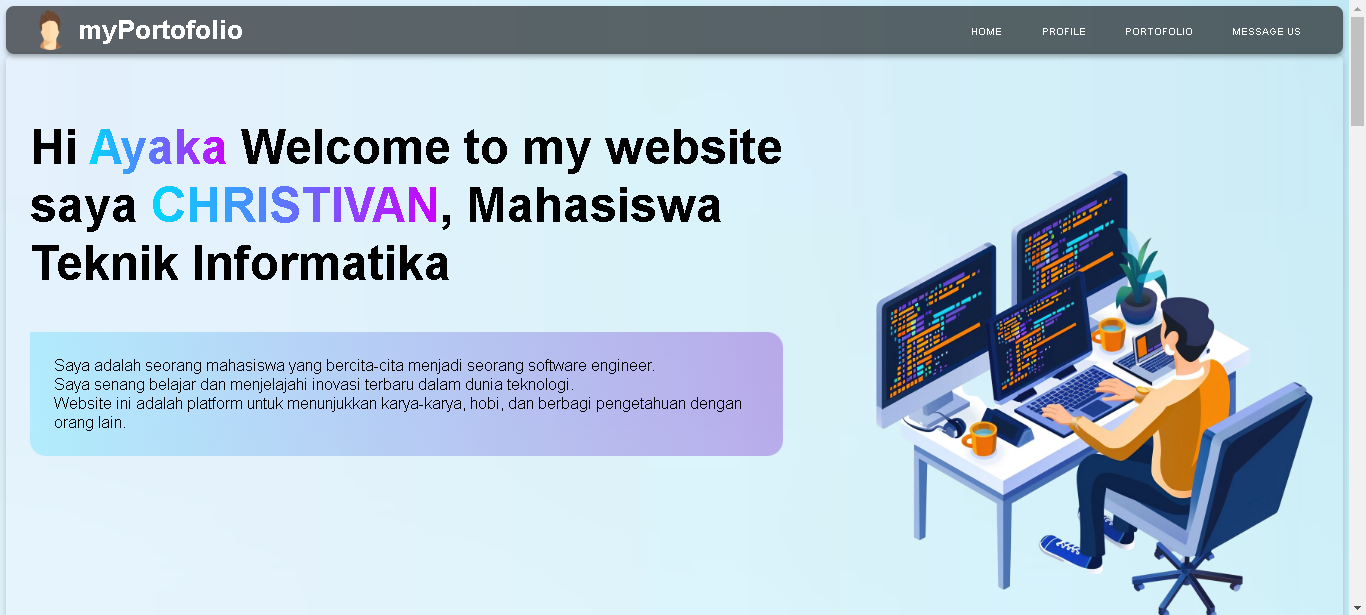 myPortofolio
HOME PROFILE PORTOFOLIO MESSAGE US
Hi Ayaka Welcome to my website
saya CHRISTIVAN, Mahasiswa
Teknik Informatika
Saya adalah seorang mahasiswa yang bercita-cita menjadi seorang software engineer.
Saya senang belajar dan menjelajahi inovasi terbaru dalam dunia teknologi.
Website ini adalah platform untuk menunjukkan karya-karya, hobi, dan berbagi pengetahuan dengan
orang lain.